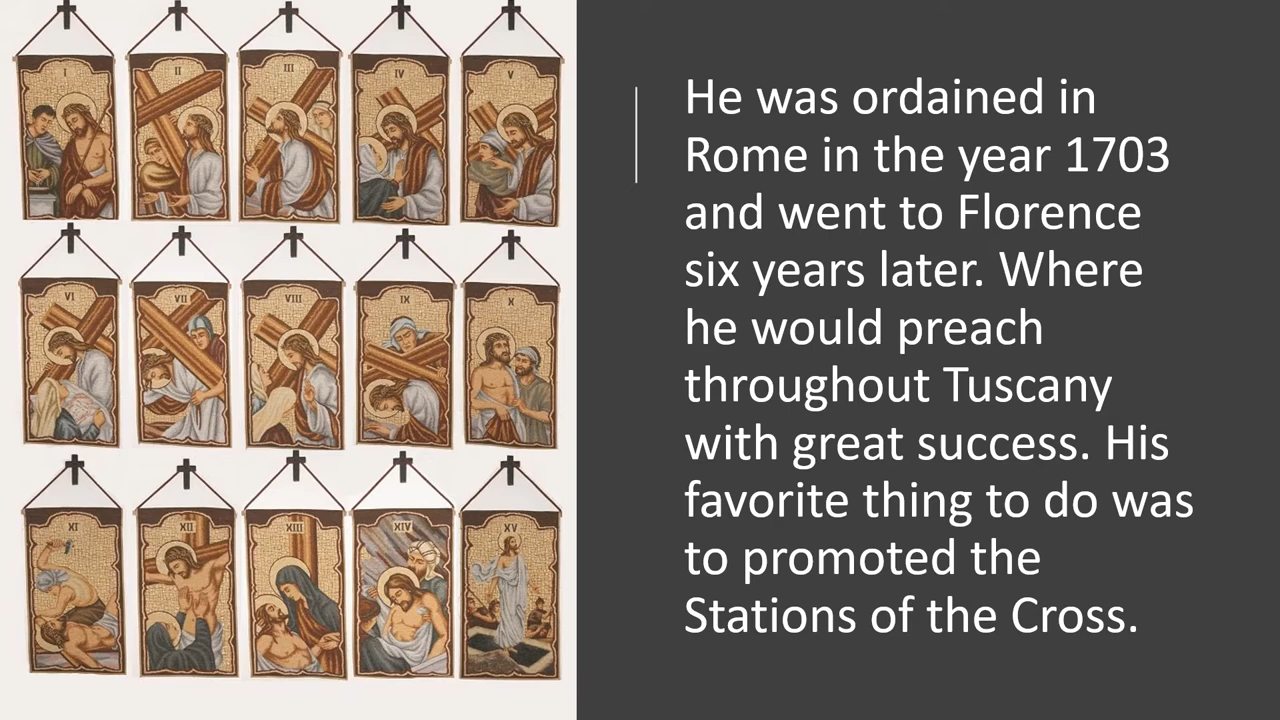 I
II
III
IV
V
VI
VII
VIII
IX
X
XI
XII
XIII
XIV
XV
He was ordained in
Rome in the year 1703
and went to Florence
six years later. Where
he would preach
throughout Tuscany
with great success. His
favorite thing to do was
to promoted the
Stations of the Cross.